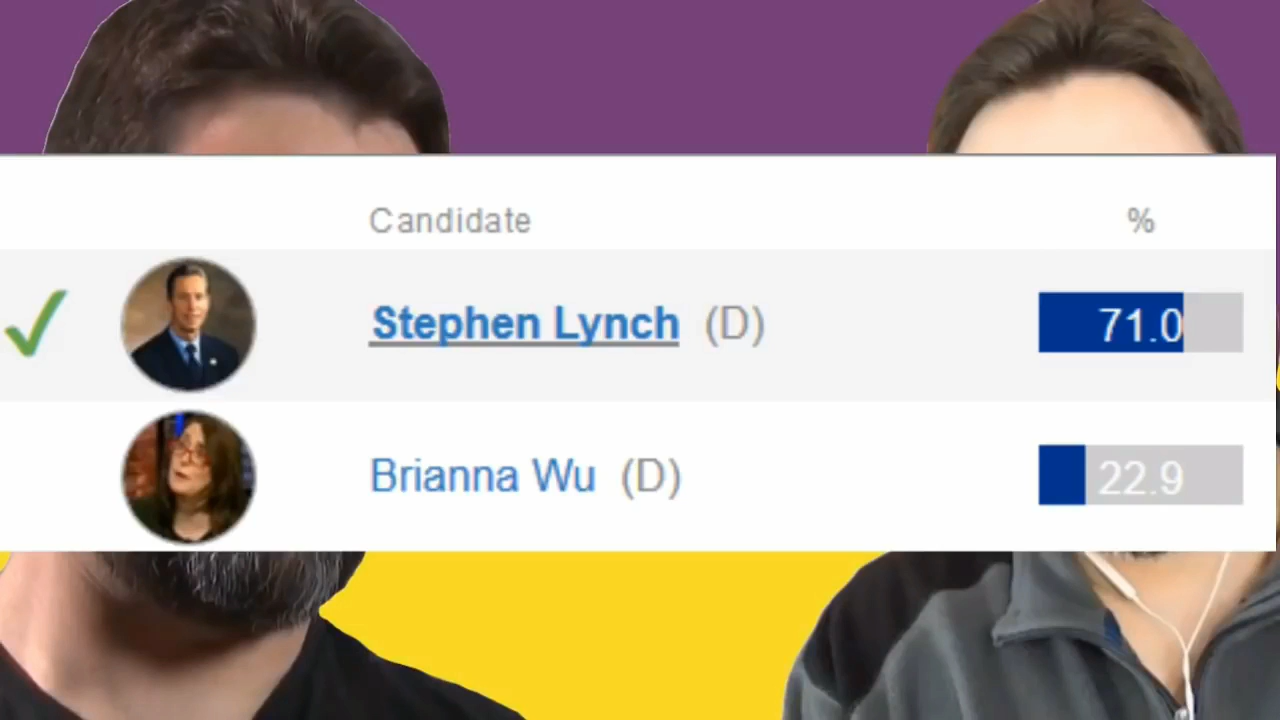 Candidate %
Stephen Lynch (D) 71.0
Brianna Wu (D) 22.9